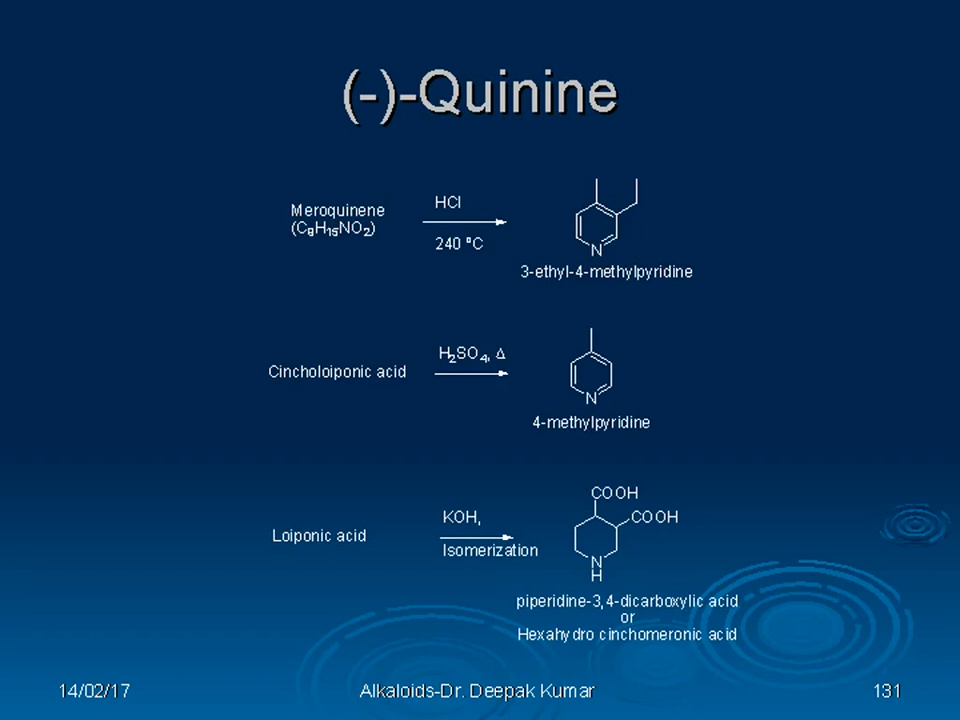 (-)-Quinine
Meroquinene
(C₉H₁₅NO₂)
HCl
240 °C
N
3-ethyl-4-methylpyridine
Cincholoiponic acid
H₂SO₄, Δ
N
4-methylpyridine
Loiponic acid
KOH,
Isomerization
COOH
COOH
N
H
piperidine-3,4-dicarboxylic acid
or
Hexahydro cinchomeronic acid
14/02/17
Alkaloids-Dr. Deepak Kumar
131